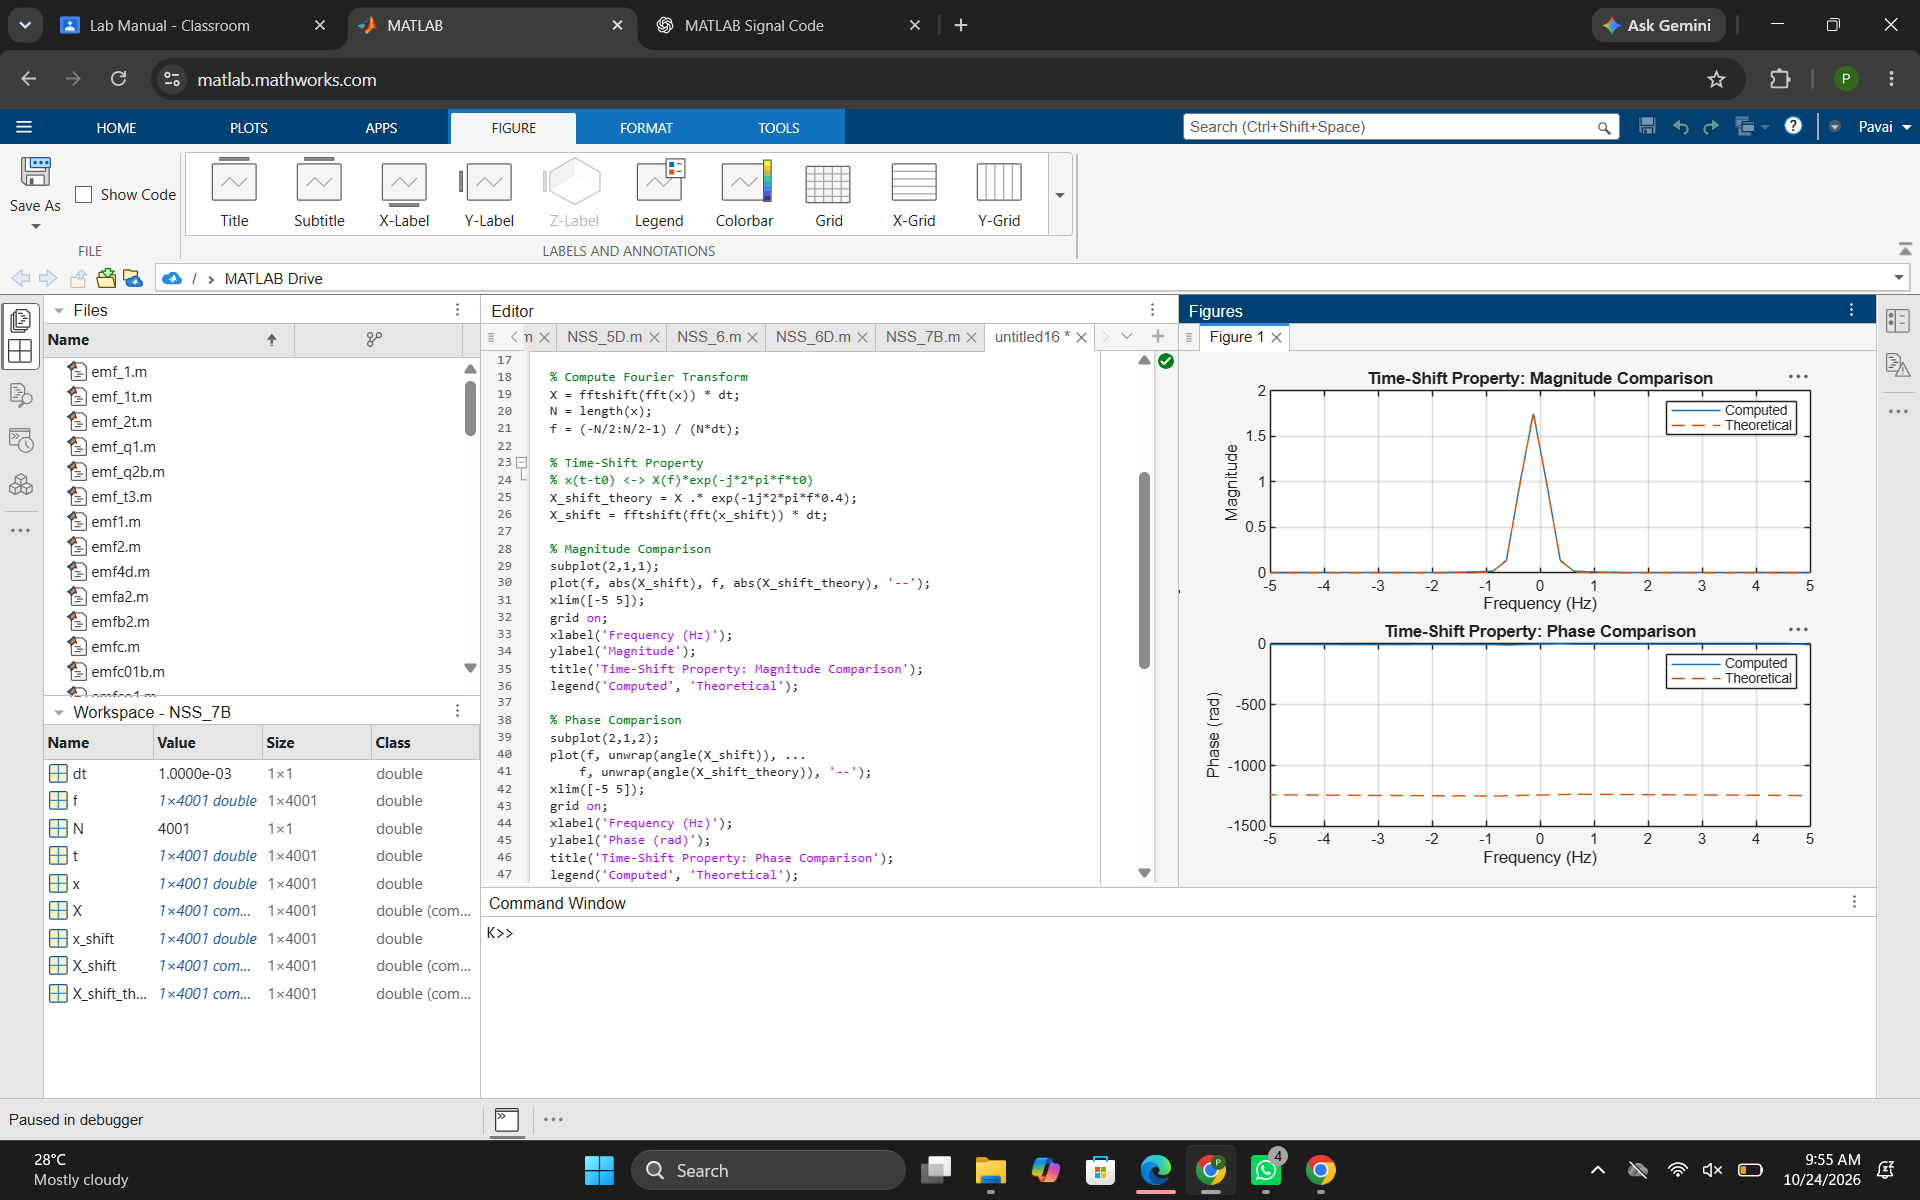 Lab Manual - Classroom
MATLAB
MATLAB Signal Code
Ask Gemini
matlab.mathworks.com
P
HOME
PLOTS
APPS
FIGURE
FORMAT
TOOLS
Search (Ctrl+Shift+Space)
Pavai
Save As
Show Code
Title
Subtitle
X-Label
Y-Label
Z-Label
Legend
Colorbar
Grid
X-Grid
Y-Grid
FILE
LABELS AND ANNOTATIONS
/ › MATLAB Drive
Files
Name
emf_1.m
emf_1t.m
emf_2t.m
emf_q1.m
emf_q2b.m
emf_t3.m
emf1.m
emf2.m
emf4d.m
emfa2.m
emfb2.m
emfc.m
emfc01b.m
Workspace - NSS_7B
Name Value Size Class
dt 1.0000e-03 1×1 double
f 1×4001 double 1×4001 double
N 4001 1×1 double
t 1×4001 double 1×4001 double
x 1×4001 double 1×4001 double
X 1×4001 com... 1×4001 double (com...
x_shift 1×4001 double 1×4001 double
X_shift 1×4001 com... 1×4001 double (com...
X_shift_th... 1×4001 com... 1×4001 double (com...
Editor
m NSS_5D.m NSS_6.m NSS_6D.m NSS_7B.m untitled16 *
17
18 % Compute Fourier Transform
19 X = fftshift(fft(x)) * dt;
20 N = length(x);
21 f = (-N/2:N/2-1) / (N*dt);
22
23 % Time-Shift Property
24 % x(t-t0) <-> X(f)*exp(-j*2*pi*f*t0)
25 X_shift_theory = X .* exp(-1j*2*pi*f*0.4);
26 X_shift = fftshift(fft(x_shift)) * dt;
27
28 % Magnitude Comparison
29 subplot(2,1,1);
30 plot(f, abs(X_shift), f, abs(X_shift_theory), '--');
31 xlim([-5 5]);
32 grid on;
33 xlabel('Frequency (Hz)');
34 ylabel('Magnitude');
35 title('Time-Shift Property: Magnitude Comparison');
36 legend('Computed', 'Theoretical');
37
38 % Phase Comparison
39 subplot(2,1,2);
40 plot(f, unwrap(angle(X_shift)), ...
41 f, unwrap(angle(X_shift_theory)), '--');
42 xlim([-5 5]);
43 grid on;
44 xlabel('Frequency (Hz)');
45 ylabel('Phase (rad)');
46 title('Time-Shift Property: Phase Comparison');
47 legend('Computed', 'Theoretical');
Figures
Figure 1
Time-Shift Property: Magnitude Comparison
Computed
Theoretical
Magnitude
2
1.5
1
0.5
0
-5 -4 -3 -2 -1 0 1 2 3 4 5
Frequency (Hz)
Time-Shift Property: Phase Comparison
Computed
Theoretical
Phase (rad)
0
-500
-1000
-1500
-5 -4 -3 -2 -1 0 1 2 3 4 5
Frequency (Hz)
Command Window
K>>
Paused in debugger
28°C
Mostly cloudy
Search
4
9:55 AM
10/24/2026